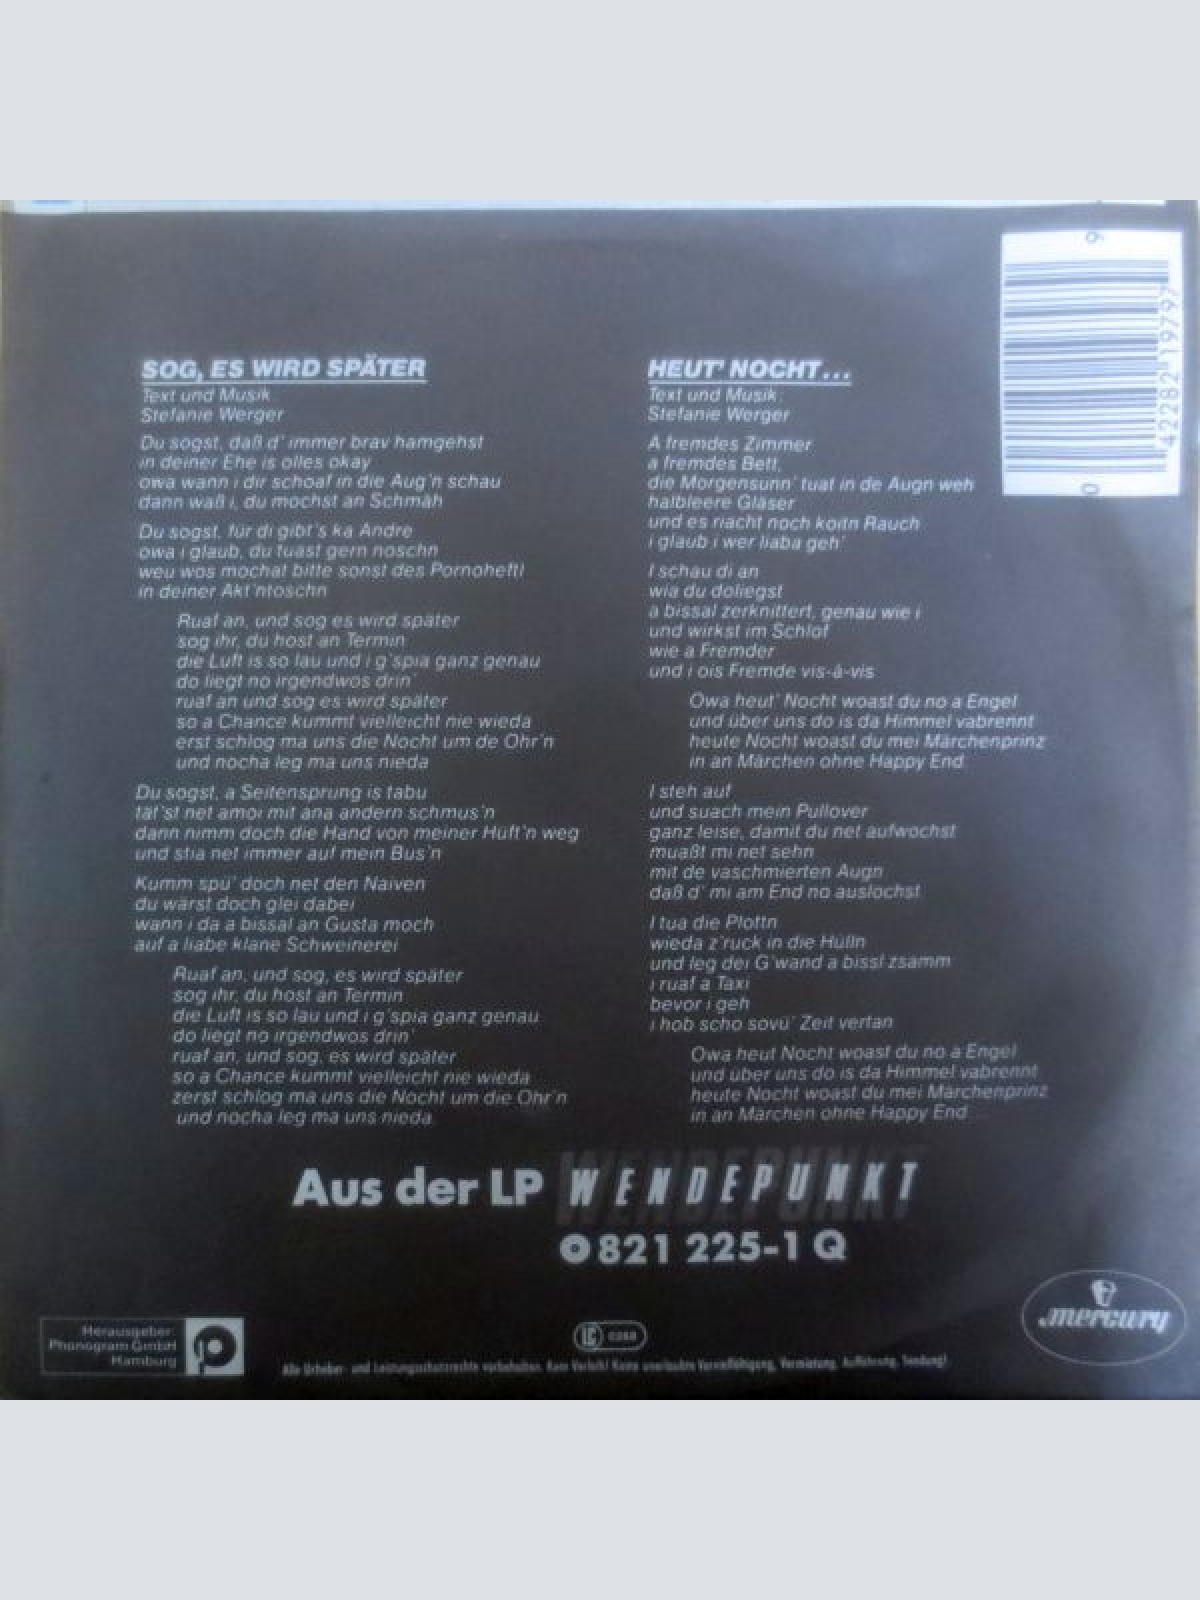 SOG, ES WIRD SPÄTER
Text und Musik
Stefanie Werger
Du sogst, daß d' immer brav hamgehst
in deiner Ehe is olles okay
owa wann i dir schoaf in die Aug'n schau
dann waß i, du mochst an Schmäh
Du sogst, für di gibt's ka Andre
owa i glaub, du tuast gern noschn
weu wos mochat bitte sonst des Pornoheftl
in deiner Akt'ntoschn
Ruaf an, und sog es wird später
sog ihr, du host an Termin
die Luft is so lau und i g'spia ganz genau
do liegt no irgendwos drin'
ruaf an und sog es wird später
so a Chance kummt vielleicht nie wieda
erst schlog ma uns die Nocht um de Ohr'n
und nocha leg ma uns nieda
Du sogst, a Seitensprung is tabu
tät'st net amoi mit ana andern schmus'n
dann nimm doch die Hand von meiner Hüft'n weg
und stia net immer auf mein Bus'n
Kumm spü' doch net den Naiven
du warst doch glei dabei
wann i da a bissal an Gusta moch
auf a liabe klane Schweinerei
Ruaf an, und sog, es wird später
sog ihr, du host an Termin
die Luft is so lau und i g'spia ganz genau
do liegt no irgendwos drin'
ruaf an, und sog, es wird später
so a Chance kummt vielleicht nie wieda
zerst schlog ma uns die Nocht um die Ohr'n
und nocha leg ma uns nieda.
HEUT' NOCHT...
Text und Musik:
Stefanie Werger
A fremdes Zimmer
a fremdes Bett,
die Morgensunn' tuat in de Augn weh
halbleere Gläser
und es riacht noch koitn Rauch
i glaub i wer liaba geh'
I schau di an
wia du doliegst
a bissal zerknittert, genau wie i
und wirkst im Schlof
wie a Fremder
und i ois Fremde vis-à-vis
Owa heut' Nocht woast du no a Engel
und über uns do is da Himmel vabrennt
heute Nocht woast du mei Märchenprinz
in an Märchen ohne Happy End
I steh auf
und suach mein Pullover
ganz leise, damit du net aufwochst
muaßt mi net sehn
mit de vaschmierten Augn
daß d' mi am End no auslochst
I tua die Plottn
wieda z'ruck in die Hülln
und leg dei G'wand a bissl zsamm
i ruaf a Taxi
bevor i geh
i hob scho sovü' Zeit vertan
Owa heut Nocht woast du no a Engel
und über uns do is da Himmel vabrennt
heute Nocht woast du mei Märchenprinz
in an Märchen ohne Happy End
Aus der LP WENDEPUNKT
821 225-1 Q
Herausgeber:
Phonogram GmbH
Hamburg
LC 0268
Alle Urheber- und Leistungsschutzrechte vorbehalten. Kein Verleih! Keine unerlaubte Vervielfältigung, Vermietung, Aufführung, Sendung!
mercury
0 42282 19797 9